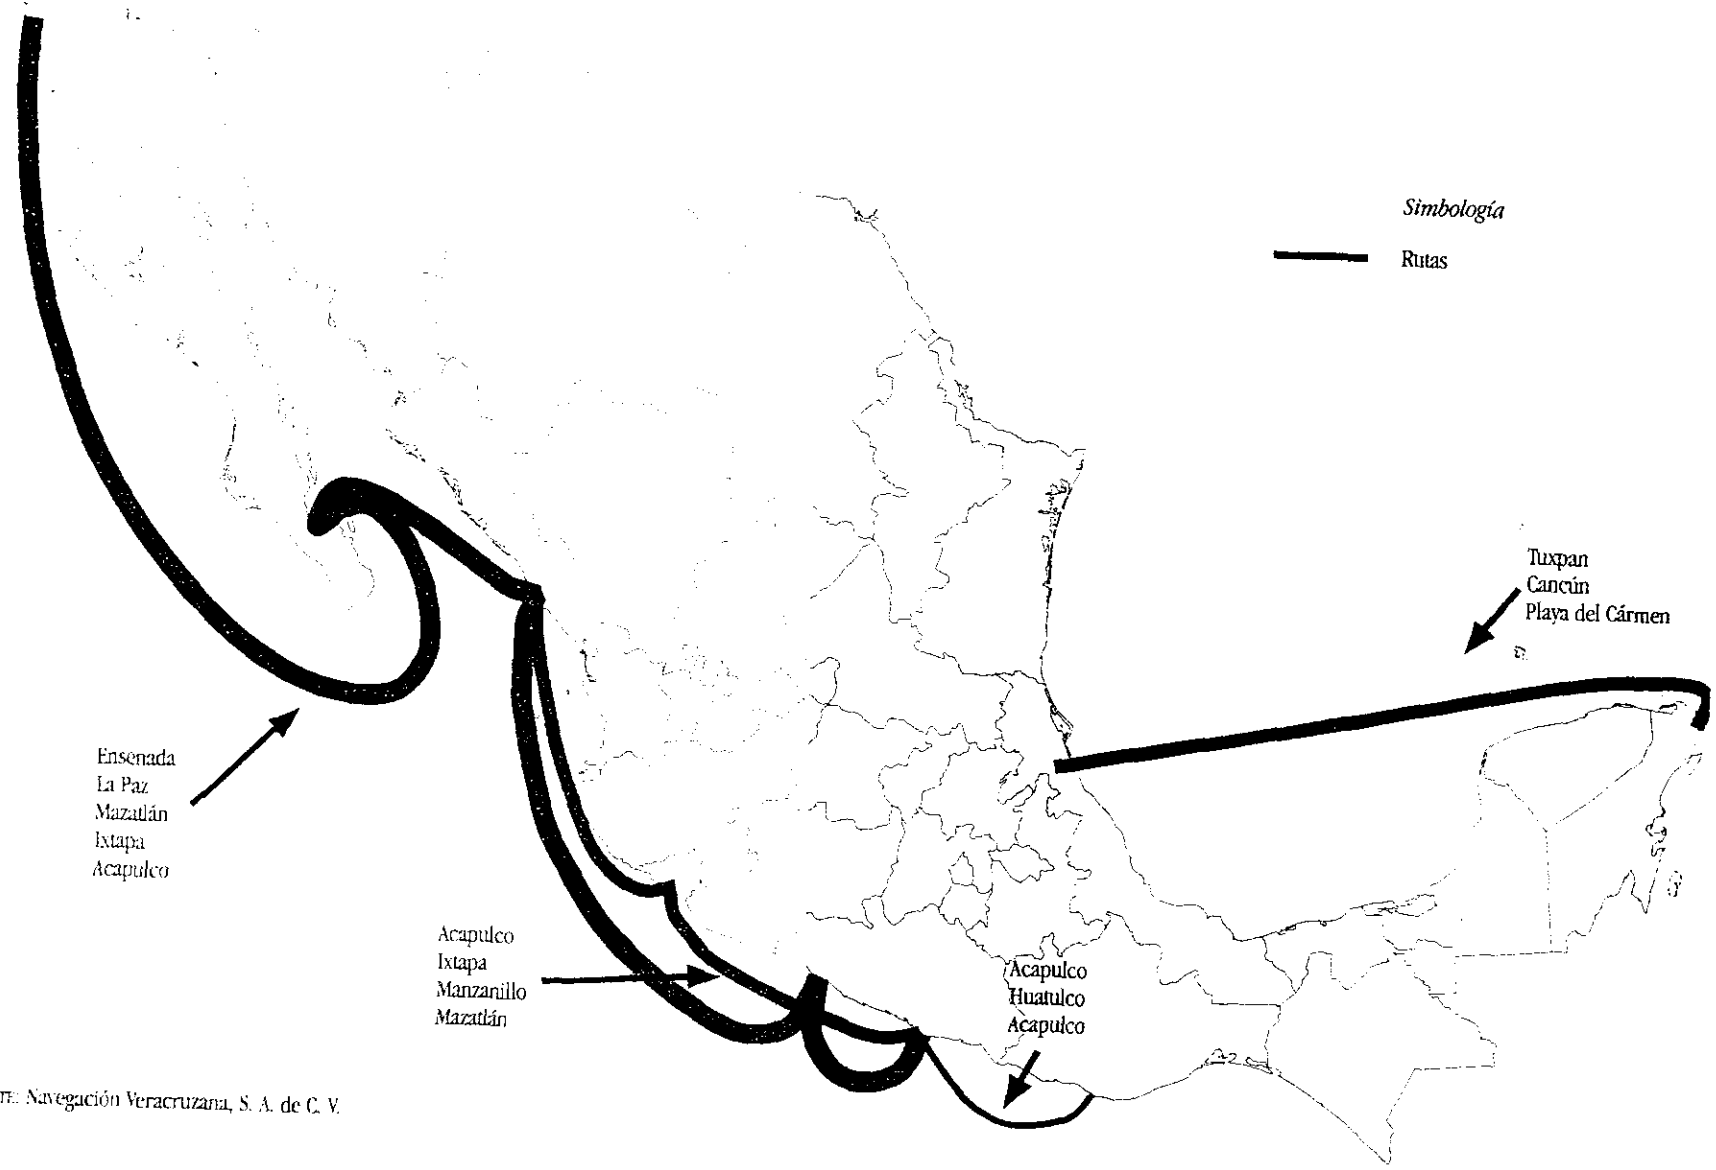 Simbología
Rutas
Tuxpan
Cancún
Playa del Cármen
Ensenada
La Paz
Mazatlán
Ixtapa
Acapulco
Acapulco
Ixtapa
Manzanillo
Mazatlán
Acapulco
Huatulco
Acapulco
TE: Navegación Veracruzana, S. A. de C. V.